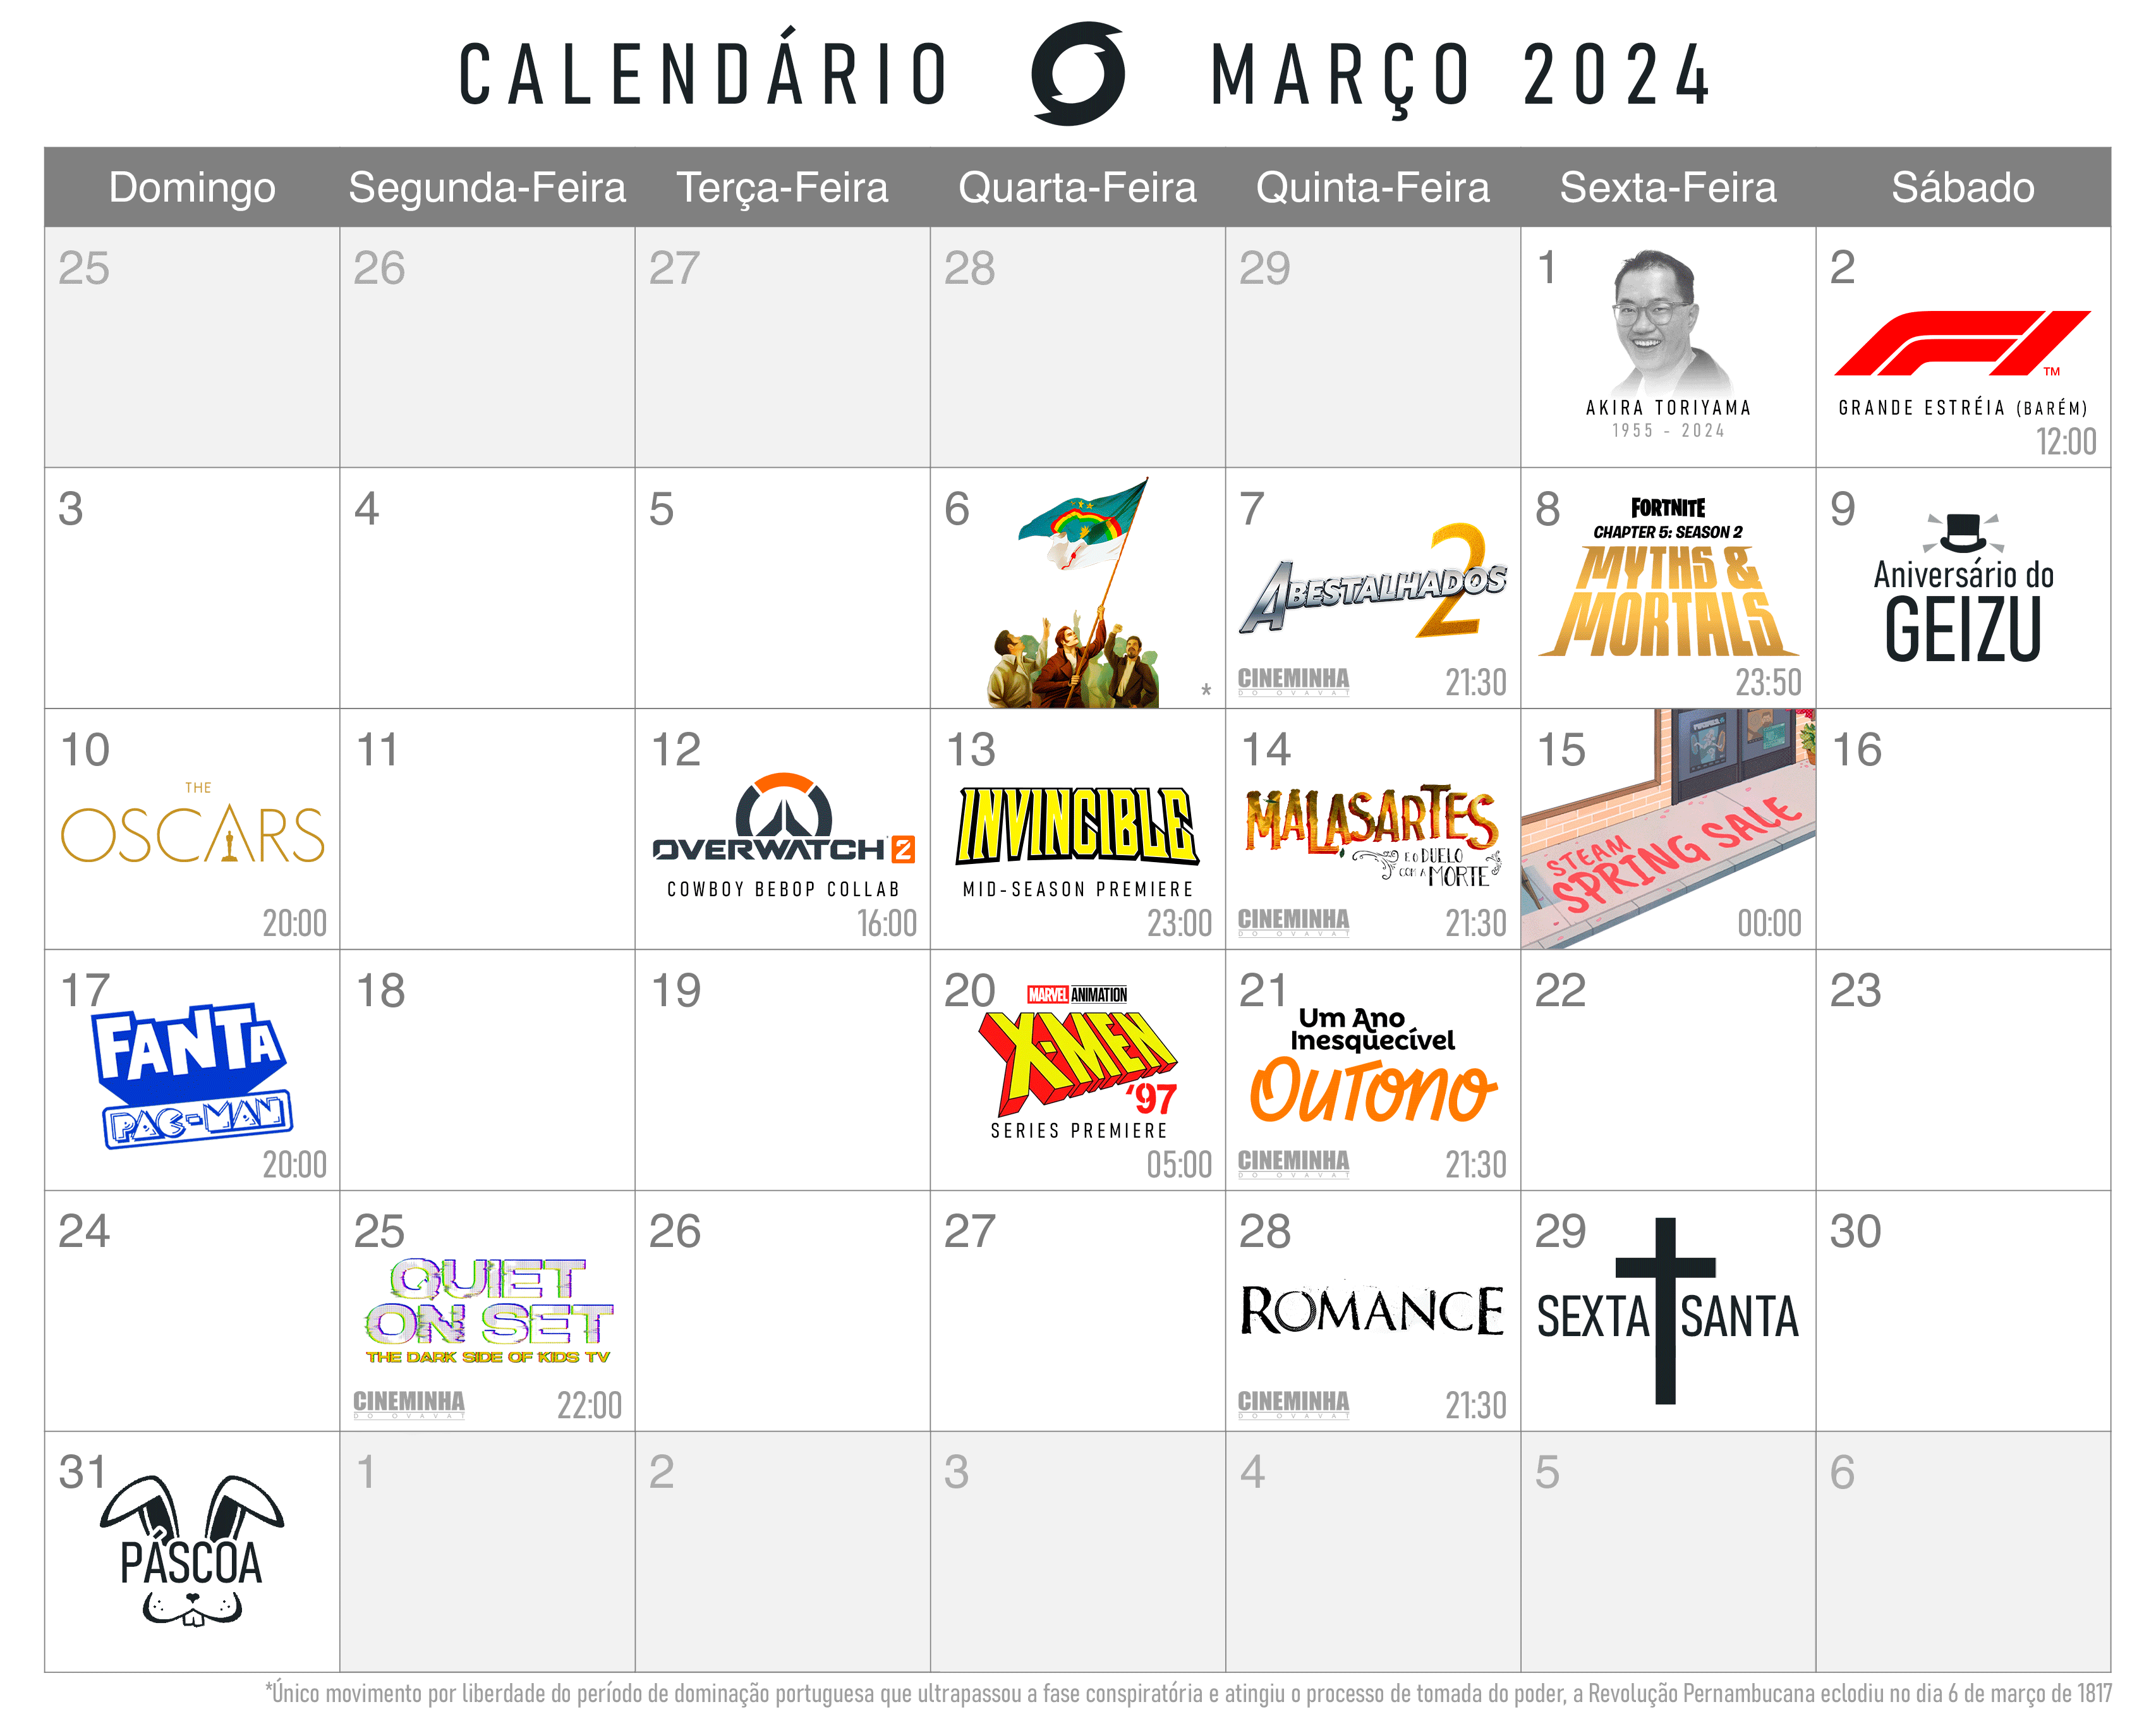 CALENDÁRIO MARÇO 2024
Domingo Segunda-Feira Terça-Feira Quarta-Feira Quinta-Feira Sexta-Feira Sábado
25
26
27
28
29
1
AKIRA TORIYAMA
1955 - 2024
2
F1
TM
GRANDE ESTRÉIA (BARÉM)
12:00
3
4
5
6
*
7
ABESTALHADOS 2
CINEMINHA
DO OVAVAT
21:30
8
FORTNITE
CHAPTER 5: SEASON 2
MYTHS &
MORTALS
23:50
9
Aniversário do
GEIZU
10
THE
OSCARS
20:00
11
12
OVERWATCH 2
COWBOY BEBOP COLLAB
16:00
13
INVINCIBLE
MID-SEASON PREMIERE
23:00
14
MALASARTES
E O DUELO
COM A MORTE
CINEMINHA
DO OVAVAT
21:30
15
STEAM
SPRING SALE
00:00
16
17
FANTA
PAC-MAN
20:00
18
19
20
MARVEL ANIMATION
X-MEN
'97
SERIES PREMIERE
05:00
21
Um Ano
Inesquecível
OUTONO
CINEMINHA
DO OVAVAT
21:30
22
23
24
25
QUIET
ON SET
THE DARK SIDE OF KIDS TV
CINEMINHA
DO OVAVAT
22:00
26
27
28
ROMANCE
CINEMINHA
DO OVAVAT
21:30
29
SEXTA SANTA
30
31
PÁSCOA
1
2
3
4
5
6
*Único movimento por liberdade do período de dominação portuguesa que ultrapassou a fase conspiratória e atingiu o processo de tomada do poder, a Revolução Pernambucana eclodiu no dia 6 de março de 1817